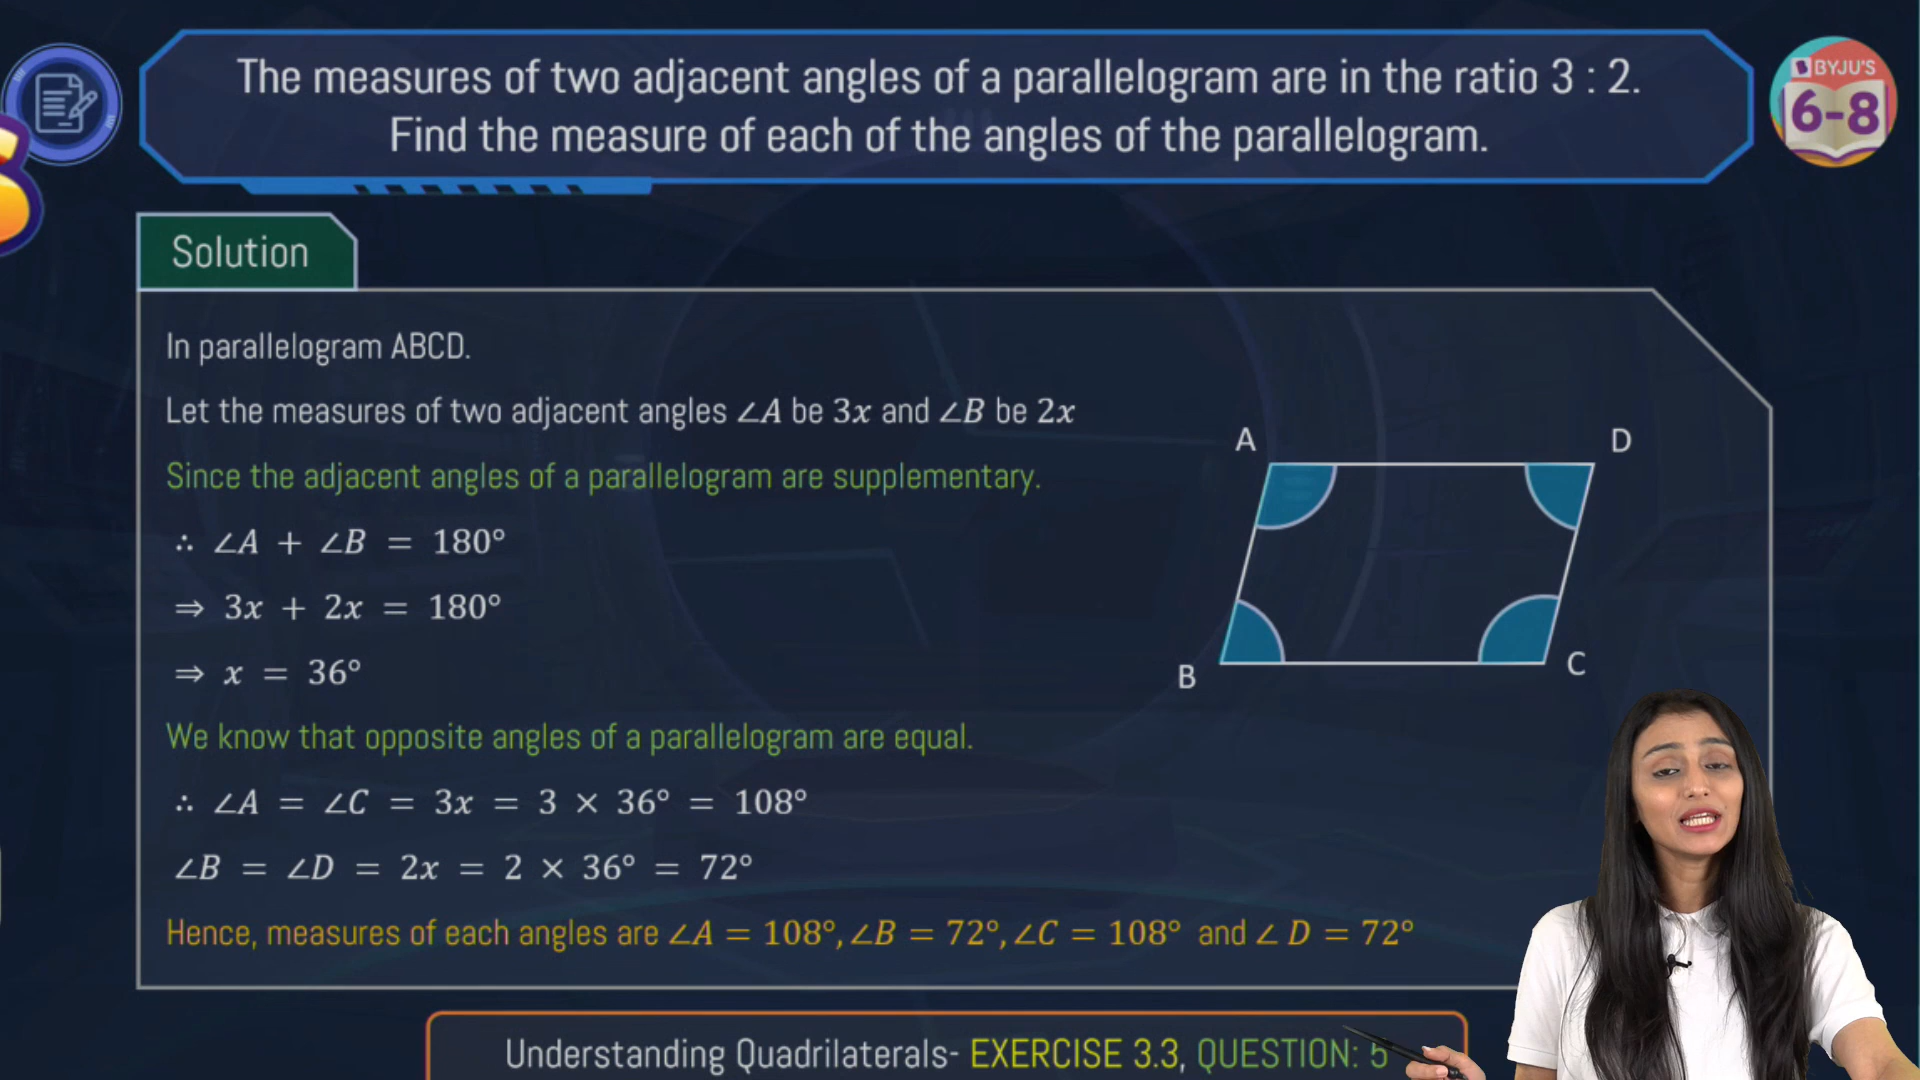 The measures of two adjacent angles of a parallelogram are in the ratio 3 : 2.
Find the measure of each of the angles of the parallelogram.
BYJU'S
6-8
Solution
In parallelogram ABCD.
Let the measures of two adjacent angles ∠A be 3x and ∠B be 2x
Since the adjacent angles of a parallelogram are supplementary.
∴ ∠A + ∠B = 180°
⇒ 3x + 2x = 180°
⇒ x = 36°
We know that opposite angles of a parallelogram are equal.
∴ ∠A = ∠C = 3x = 3 × 36° = 108°
∠B = ∠D = 2x = 2 × 36° = 72°
Hence, measures of each angles are ∠A = 108°, ∠B = 72°, ∠C = 108° and ∠ D = 72°
A
D
B
C
Understanding Quadrilaterals- EXERCISE 3.3, QUESTION: 5